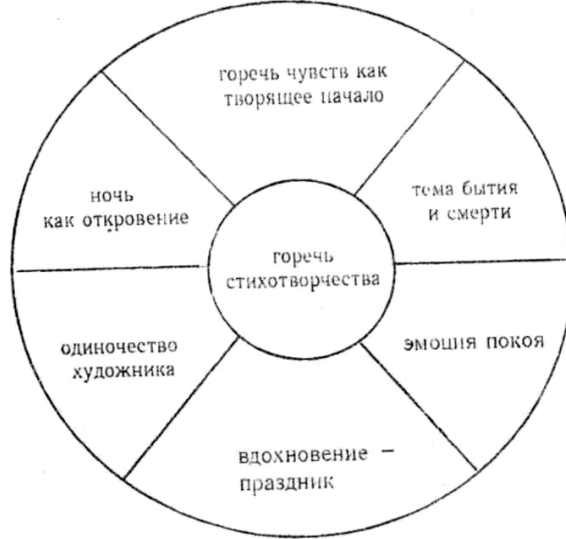 горечь чувств как
творящее начало
ночь
как откровение
тема бытия
и смерти
горечь
стихотворчества
одиночество
художника
эмоция покоя
вдохновение –
праздник